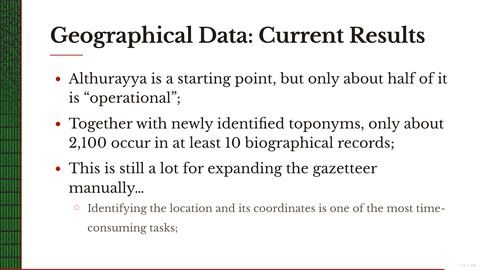 Geographical Data: Current Results
• Althurayya is a starting point, but only about half of it
is “operational”;
• Together with newly identified toponyms, only about
2,100 occur in at least 10 biographical records;
• This is still a lot for expanding the gazetteer
manually…
○ Identifying the location and its coordinates is one of the most time-
consuming tasks;